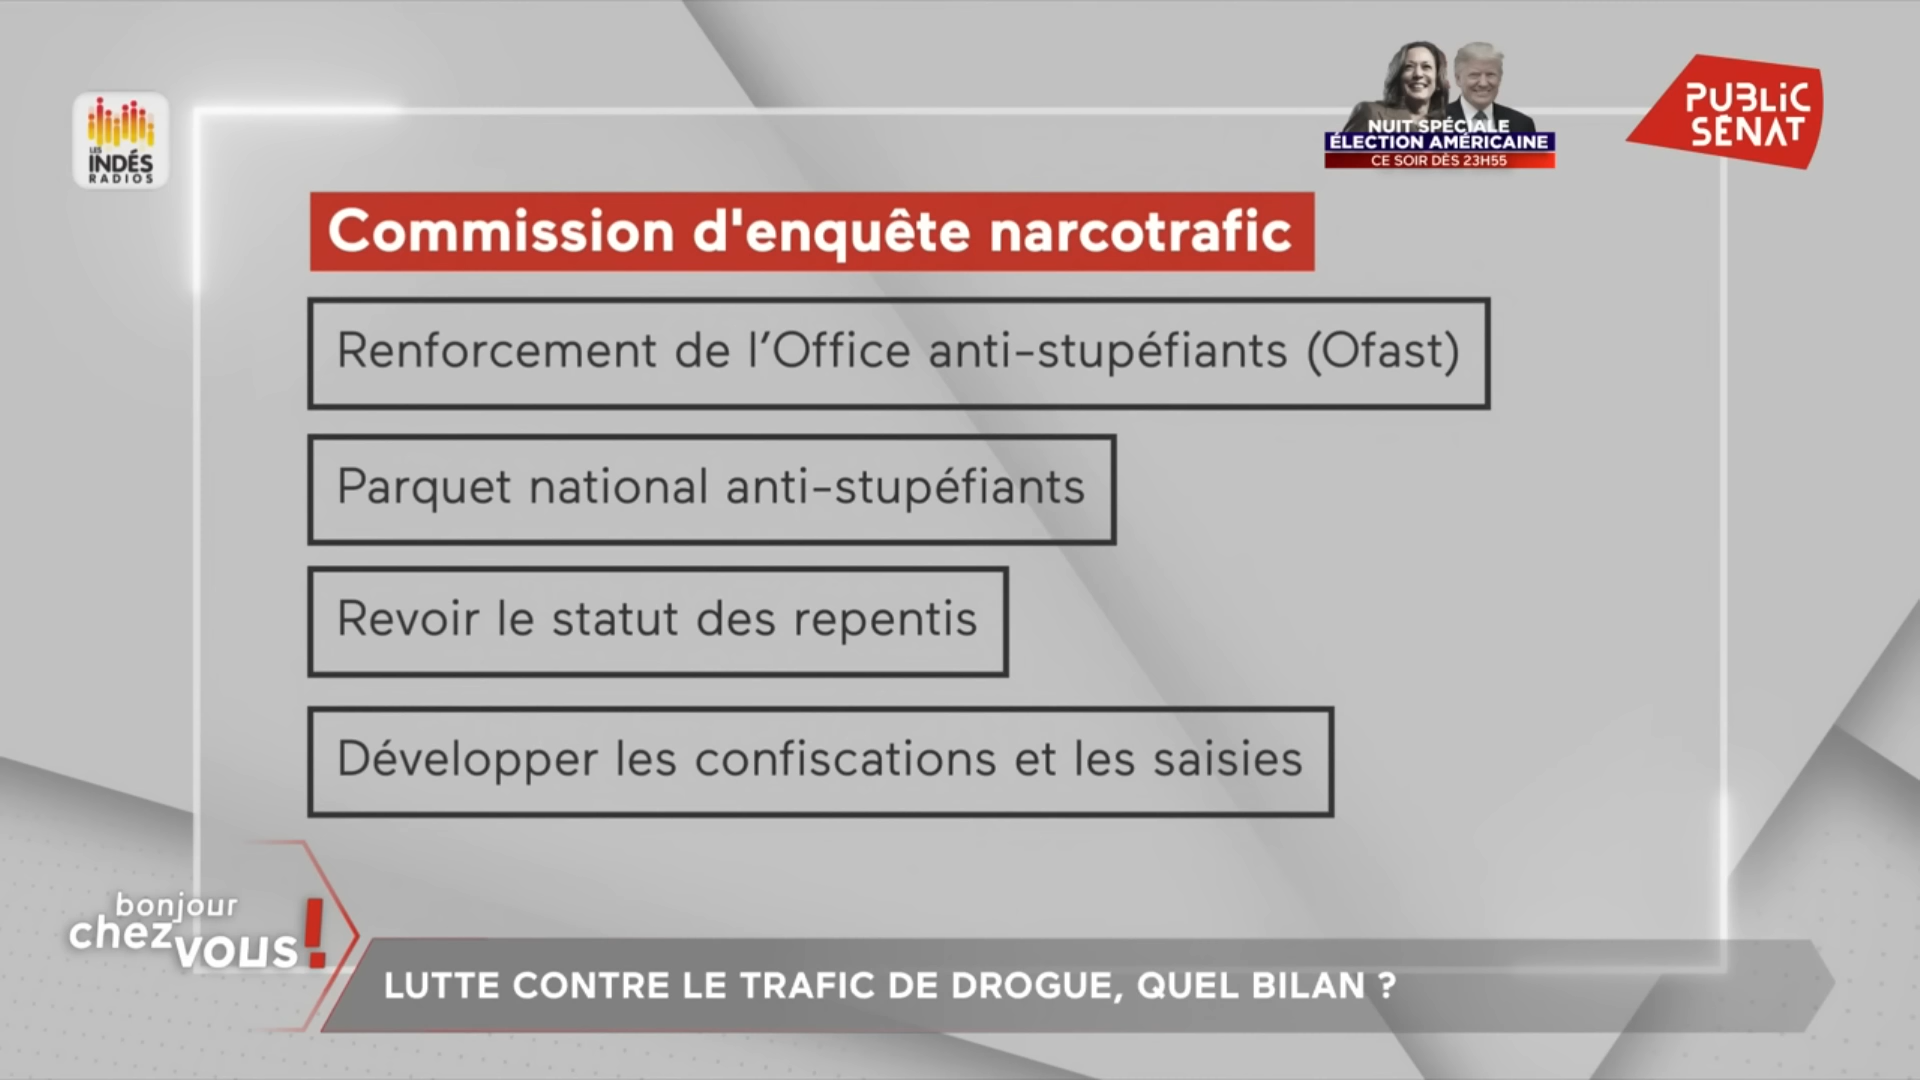 LES
INDÉS
RADIOS
NUIT SPÉCIALE
ÉLECTION AMÉRICAINE
CE SOIR DÈS 23H55
PUBLIC
SÉNAT
Commission d'enquête narcotrafic
Renforcement de l’Office anti-stupéfiants (Ofast)
Parquet national anti-stupéfiants
Revoir le statut des repentis
Développer les confiscations et les saisies
bonjour
chez
vous!
LUTTE CONTRE LE TRAFIC DE DROGUE, QUEL BILAN ?